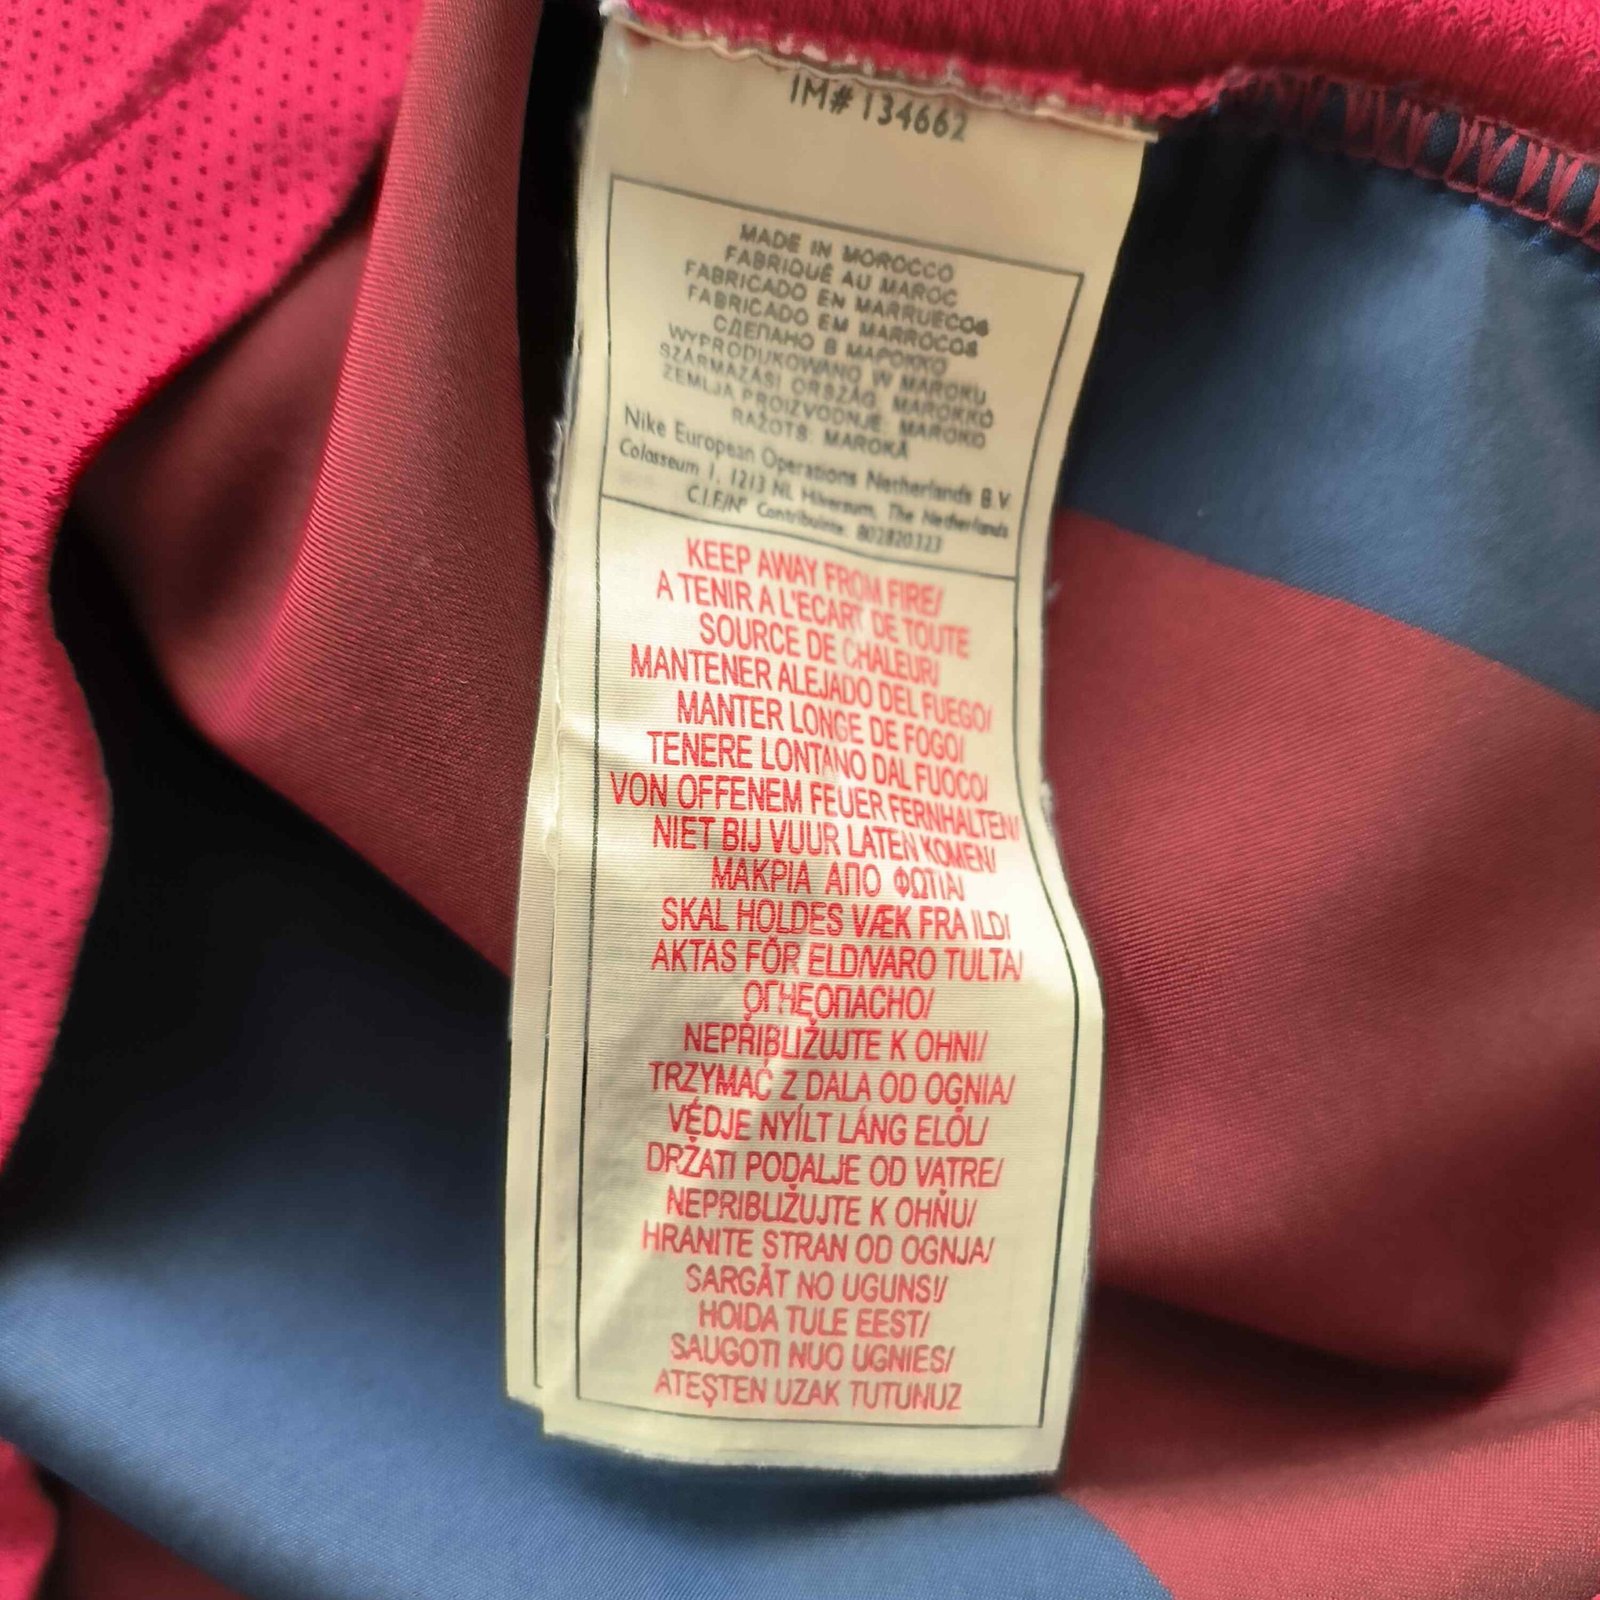 IM# 134662
MADE IN MOROCCO
FABRIQUÉ AU MAROC
FABRICADO EN MARRUECOS
FABRICADO EM MARROCOS
СДЕЛАНО В МАРОККО
WYPRODUKOWANO W MAROKU
SZÁRMAZÁSI ORSZÁG: MAROKKÓ
ZEMLJA PROIZVODNJE: MAROKO
RAŽOTS: MAROKĀ
Nike European Operations Netherlands B.V.
Colosseum 1, 1213 NL Hilversum, The Netherlands
C.I.F/Nº Contribuinte: 802820323
KEEP AWAY FROM FIRE/
A TENIR A L'ECART DE TOUTE
SOURCE DE CHALEUR/
MANTENER ALEJADO DEL FUEGO/
MANTER LONGE DE FOGO/
TENERE LONTANO DAL FUOCO/
VON OFFENEM FEUER FERNHALTEN/
NIET BIJ VUUR LATEN KOMEN/
ΜΑΚΡΙΑ ΑΠΟ ΦΩΤΙΑ/
SKAL HOLDES VÆK FRA ILD/
AKTAS FÖR ELD/VARO TULTA/
ОГНЕОПАСНО/
NEPŘIBLIŽUJTE K OHNI/
TRZYMAĆ Z DALA OD OGNIA/
VÉDJE NYÍLT LÁNG ELŐL/
DRŽATI PODALJE OD VATRE/
NEPRIBLIŽUJTE K OHŇU/
HRANITE STRAN OD OGNJA/
SARGĀT NO UGUNS!/
HOIDA TULE EEST/
SAUGOTI NUO UGNIES/
ATEŞTEN UZAK TUTUNUZ